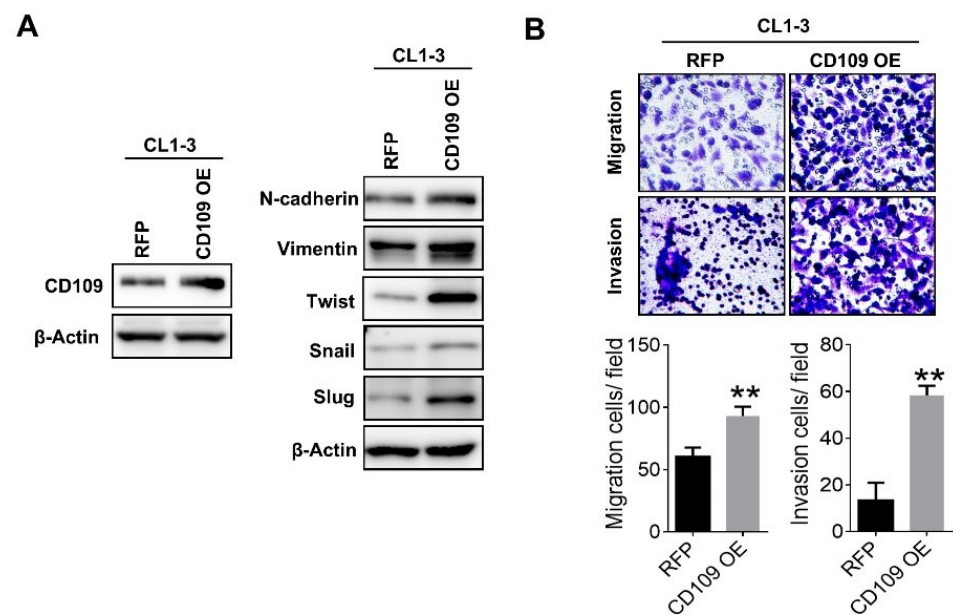 A
CL1-3
RFP
CD109 OE
CD109
β-Actin
CL1-3
RFP
CD109 OE
N-cadherin
Vimentin
Twist
Snail
Slug
β-Actin
B
CL1-3
RFP CD109 OE
Migration
Invasion
Migration cells/ field
150
100
50
0
**
RFP
CD109 OE
Invasion cells/ field
80
60
40
20
0
**
RFP
CD109 OE